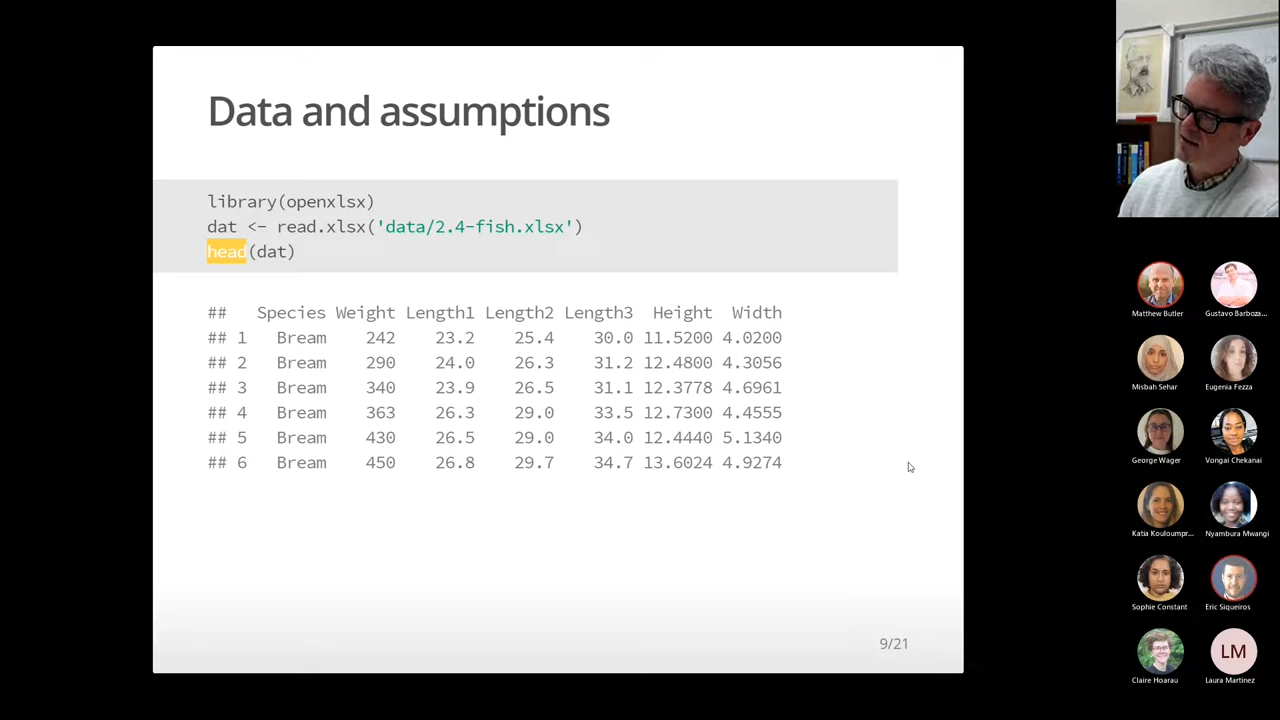 Data and assumptions
library(openxlsx)
dat <- read.xlsx('data/2.4-fish.xlsx')
head(dat)
## Species Weight Length1 Length2 Length3 Height Width
## 1 Bream 242 23.2 25.4 30.0 11.5200 4.0200
## 2 Bream 290 24.0 26.3 31.2 12.4800 4.3056
## 3 Bream 340 23.9 26.5 31.1 12.3778 4.6961
## 4 Bream 363 26.3 29.0 33.5 12.7300 4.4555
## 5 Bream 430 26.5 29.0 34.0 12.4440 5.1340
## 6 Bream 450 26.8 29.7 34.7 13.6024 4.9274
9/21
Matthew Butler Gustavo Barboza...
Misbah Sehar Eugenia Fezza
George Wager Vongai Chekanai
Katia Kouloumpr... Nyambura Mwangi
Sophie Constant Eric Siqueiros
LM
Claire Hoarau Laura Martinez